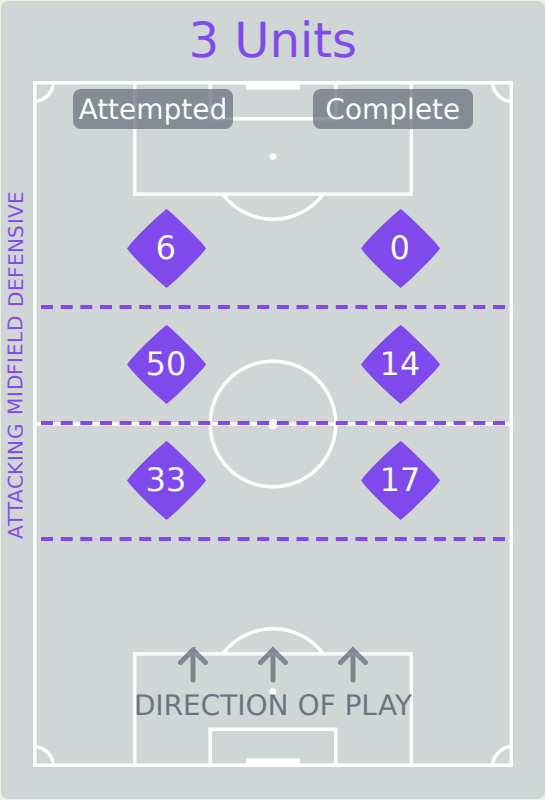 3 Units
Attempted Complete
ATTACKING MIDFIELD DEFENSIVE
6 0
50 14
33 17
DIRECTION OF PLAY